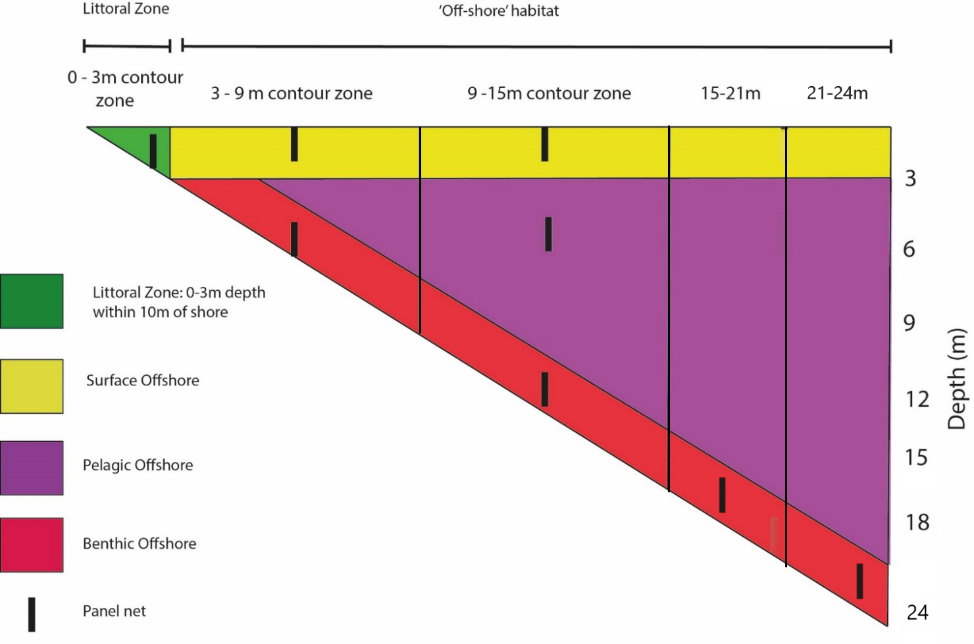 Littoral Zone
'Off-shore' habitat
0 - 3m contour
zone
3 - 9 m contour zone
9 -15m contour zone
15-21m
21-24m
3
6
9
12
15
18
24
Depth (m)
Littoral Zone: 0-3m depth
within 10m of shore
Surface Offshore
Pelagic Offshore
Benthic Offshore
Panel net